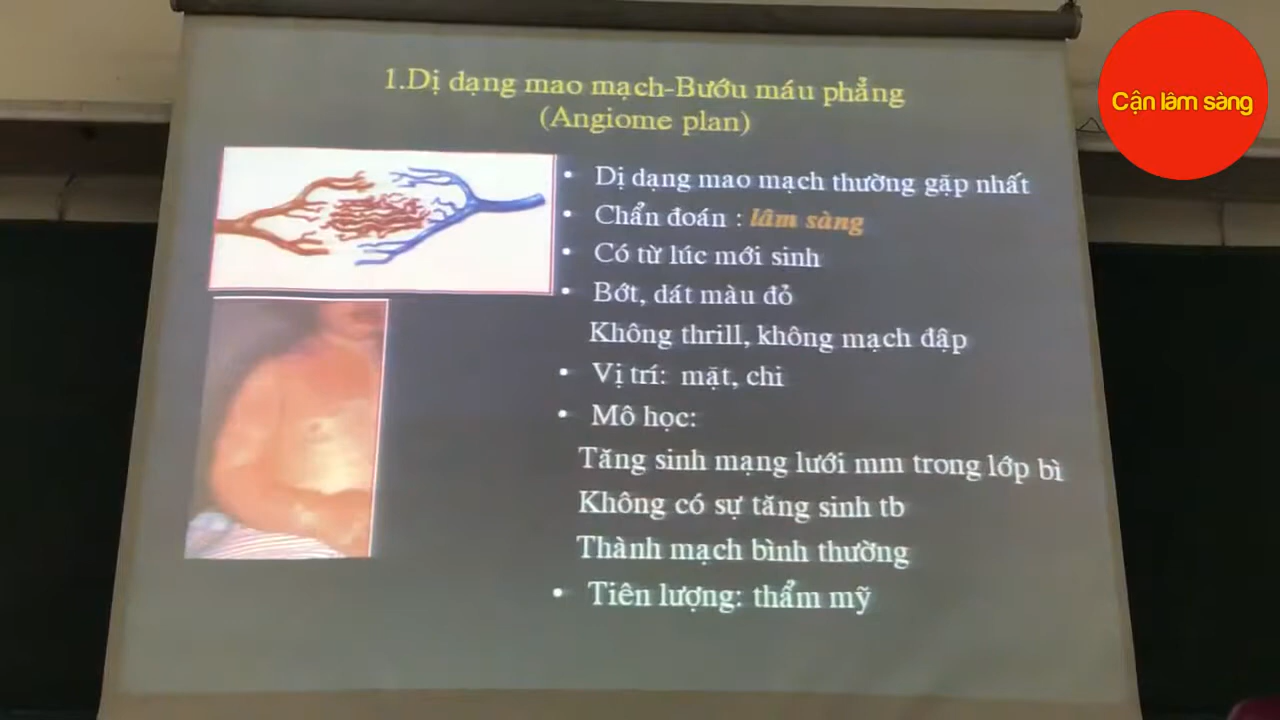 1.Dị dạng mao mạch-Bướu máu phẳng
(Angiome plan)
• Dị dạng mao mạch thường gặp nhất
• Chẩn đoán : lâm sàng
• Có từ lúc mới sinh
• Bớt, dát màu đỏ
Không thrill, không mạch đập
• Vị trí: mặt, chi
• Mô học:
Tăng sinh mạng lưới mm trong lớp bì
Không có sự tăng sinh tb
Thành mạch bình thường
• Tiên lượng: thẩm mỹ
Cận lâm sàng